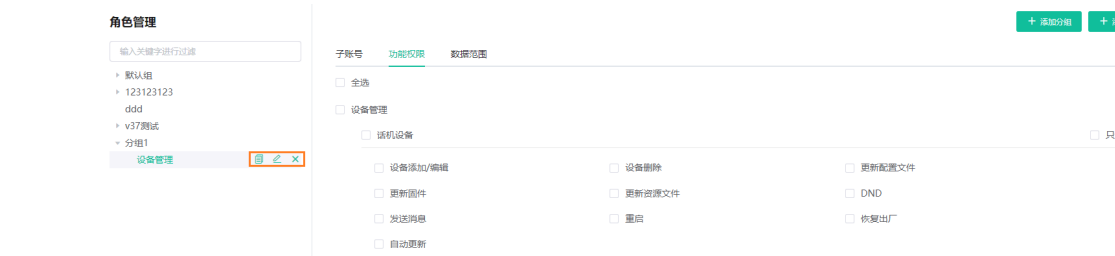 角色管理
+ 添加分组
+
输入关键字进行过滤
子账号 功能权限 数据范围
默认组
全选
123123123
ddd
设备管理
v37测试
分组1
话机设备
只
设备管理
设备添加/编辑 设备删除 更新配置文件
更新固件 更新资源文件 DND
发送消息 重启 恢复出厂
自动更新